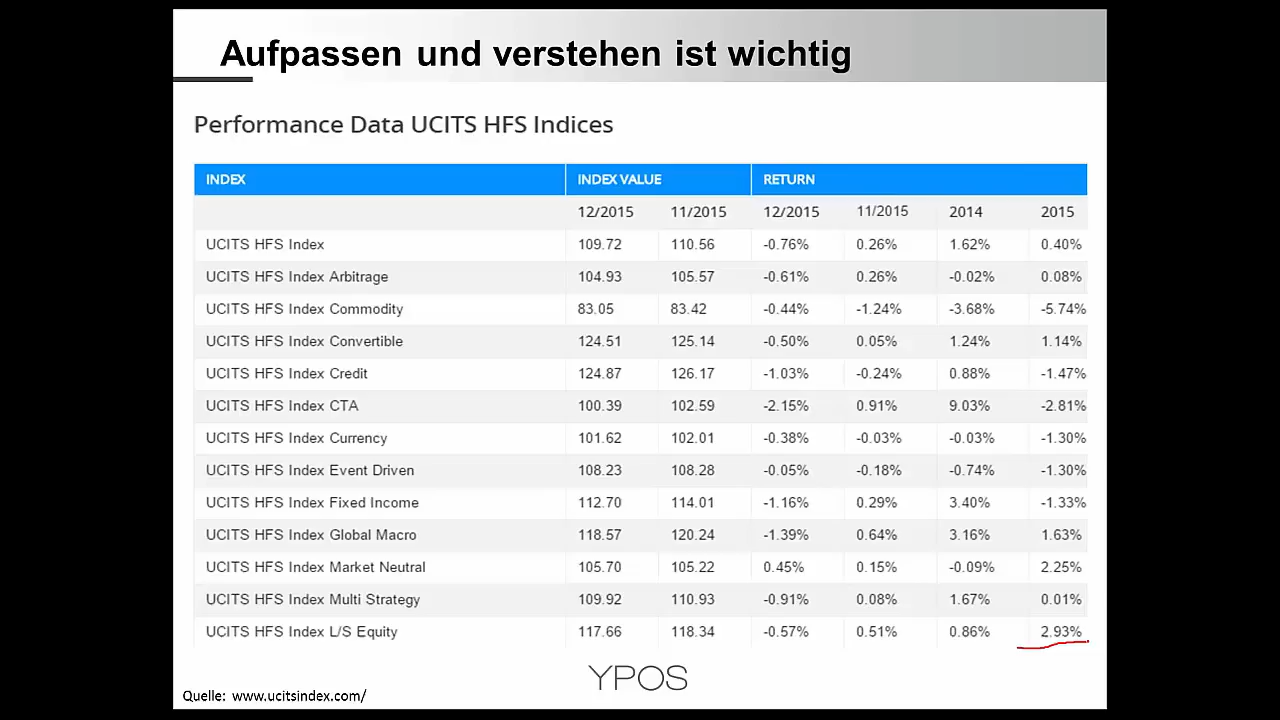 Aufpassen und verstehen ist wichtig
Performance Data UCITS HFS Indices
INDEX INDEX VALUE RETURN
12/2015 11/2015 12/2015 11/2015 2014 2015
UCITS HFS Index 109.72 110.56 -0.76% 0.26% 1.62% 0.40%
UCITS HFS Index Arbitrage 104.93 105.57 -0.61% 0.26% -0.02% 0.08%
UCITS HFS Index Commodity 83.05 83.42 -0.44% -1.24% -3.68% -5.74%
UCITS HFS Index Convertible 124.51 125.14 -0.50% 0.05% 1.24% 1.14%
UCITS HFS Index Credit 124.87 126.17 -1.03% -0.24% 0.88% -1.47%
UCITS HFS Index CTA 100.39 102.59 -2.15% 0.91% 9.03% -2.81%
UCITS HFS Index Currency 101.62 102.01 -0.38% -0.03% -0.03% -1.30%
UCITS HFS Index Event Driven 108.23 108.28 -0.05% -0.18% -0.74% -1.30%
UCITS HFS Index Fixed Income 112.70 114.01 -1.16% 0.29% 3.40% -1.33%
UCITS HFS Index Global Macro 118.57 120.24 -1.39% 0.64% 3.16% 1.63%
UCITS HFS Index Market Neutral 105.70 105.22 0.45% 0.15% -0.09% 2.25%
UCITS HFS Index Multi Strategy 109.92 110.93 -0.91% 0.08% 1.67% 0.01%
UCITS HFS Index L/S Equity 117.66 118.34 -0.57% 0.51% 0.86% 2.93%
YPOS
Quelle: www.ucitsindex.com/